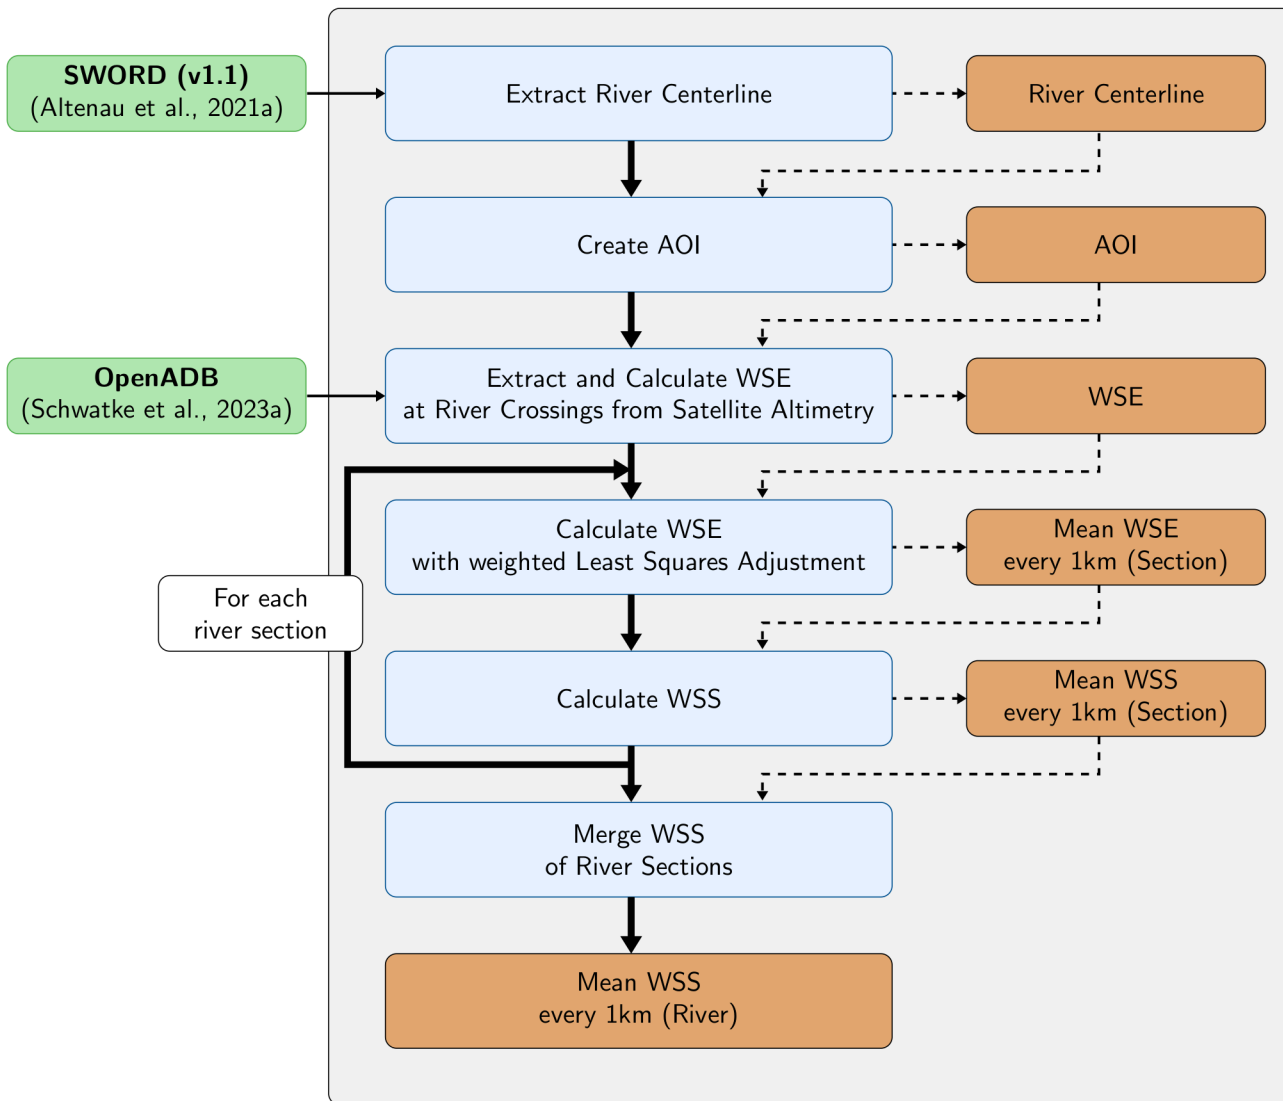 SWORD (v1.1)
(Altenau et al., 2021a)
Extract River Centerline
River Centerline
Create AOI
AOI
OpenADB
(Schwatke et al., 2023a)
Extract and Calculate WSE
at River Crossings from Satellite Altimetry
WSE
Calculate WSE
with weighted Least Squares Adjustment
Mean WSE
every 1km (Section)
For each
river section
Calculate WSS
Mean WSS
every 1km (Section)
Merge WSS
of River Sections
Mean WSS
every 1km (River)